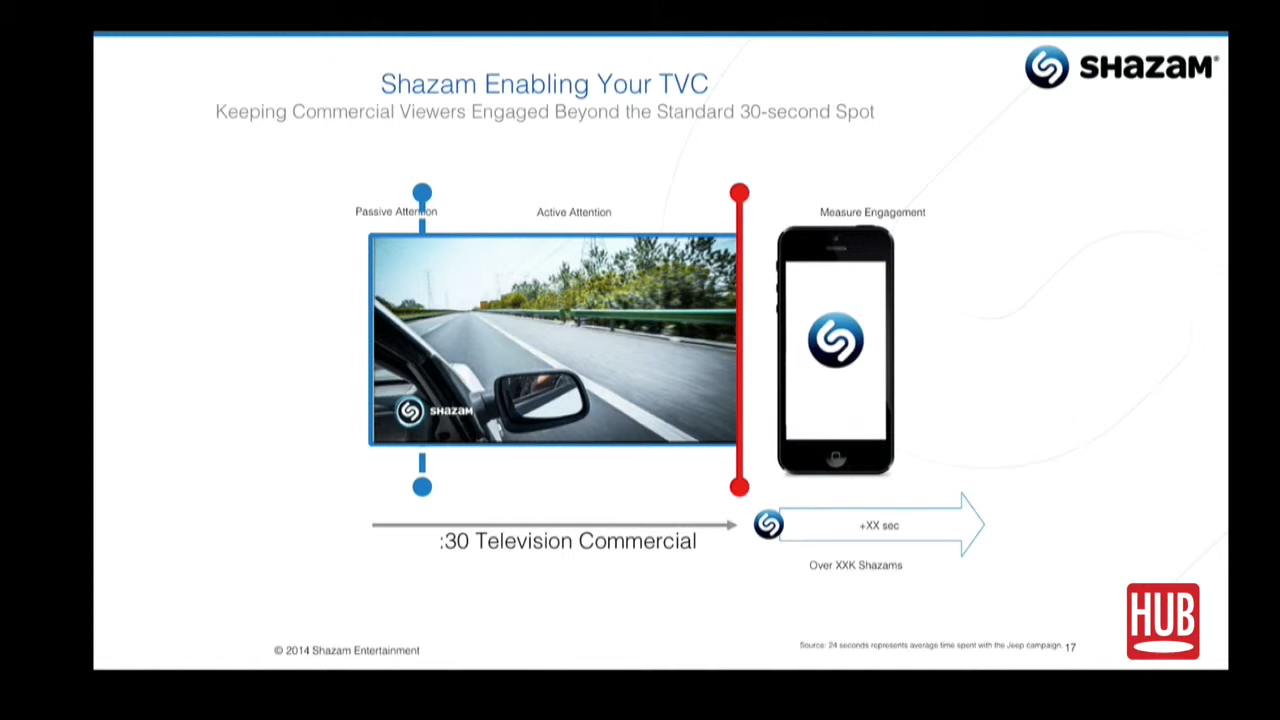 SHAZAM®
Shazam Enabling Your TVC
Keeping Commercial Viewers Engaged Beyond the Standard 30-second Spot
Passive Attention
Active Attention
Measure Engagement
SHAZAM
:30 Television Commercial
+XX sec
Over XXK Shazams
HUB
© 2014 Shazam Entertainment
Source: 24 seconds represents average time spent with the Jeep campaign. 17